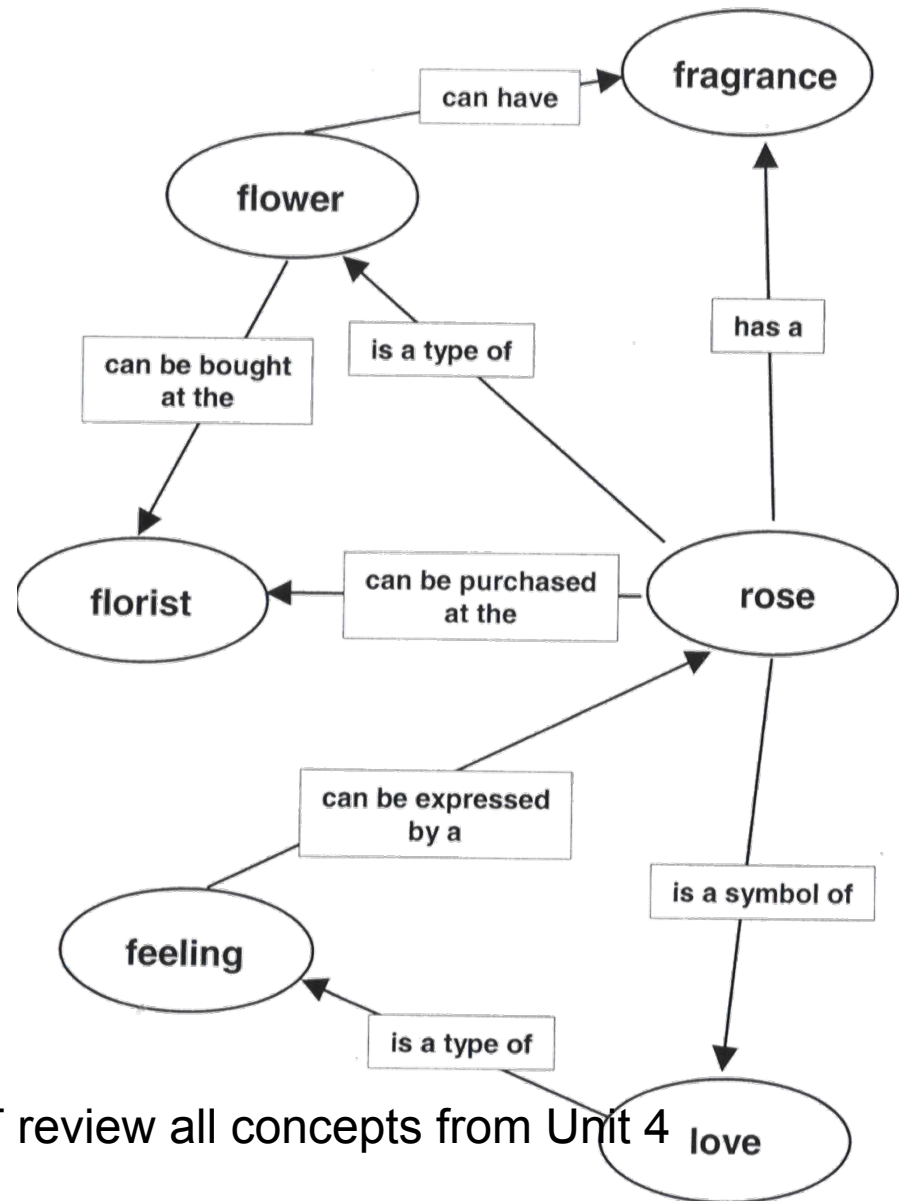 fragrance
can have
flower
has a
is a type of
can be bought
at the
can be purchased
at the
florist
rose
can be expressed
by a
is a symbol of
feeling
is a type of
review all concepts from Unit 4
love